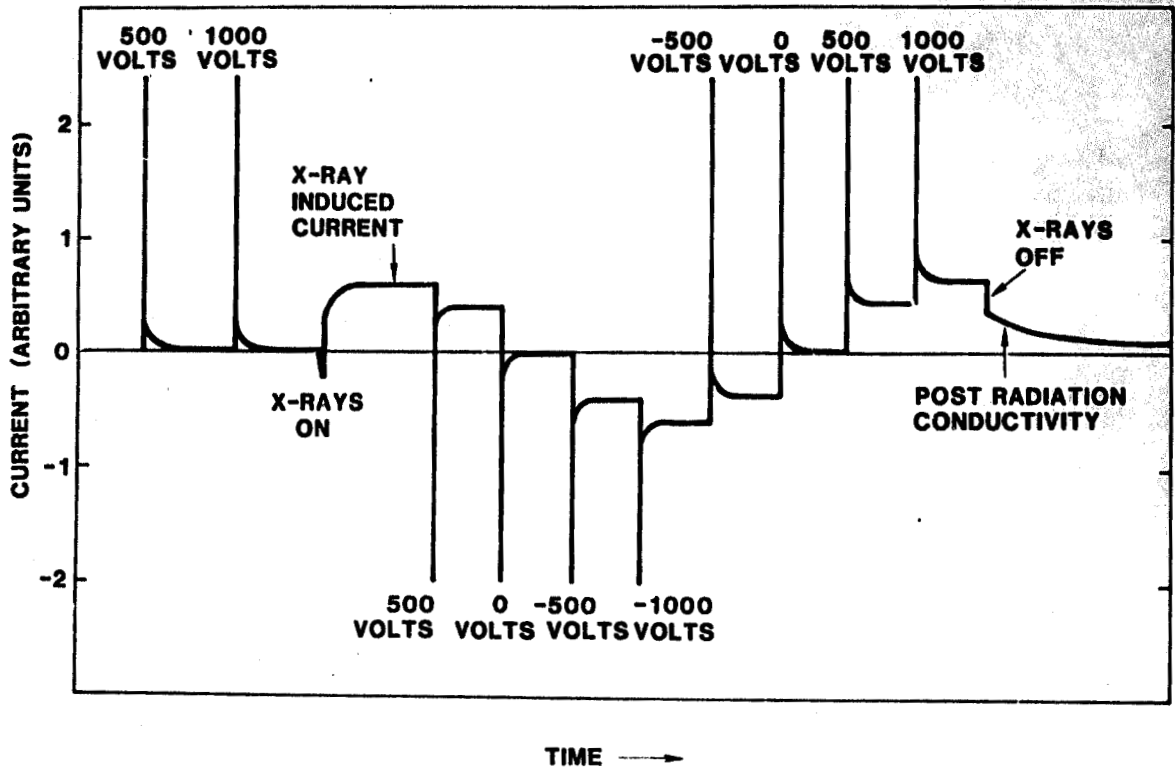 500 VOLTS
1000 VOLTS
-500 VOLTS
0 VOLTS
500 VOLTS
1000 VOLTS
2
1
0
-1
-2
CURRENT (ARBITRARY UNITS)
X-RAY
INDUCED
CURRENT
X-RAYS
ON
X-RAYS
OFF
POST RADIATION
CONDUCTIVITY
500 VOLTS
0 VOLTS
-500 VOLTS
-1000 VOLTS
TIME